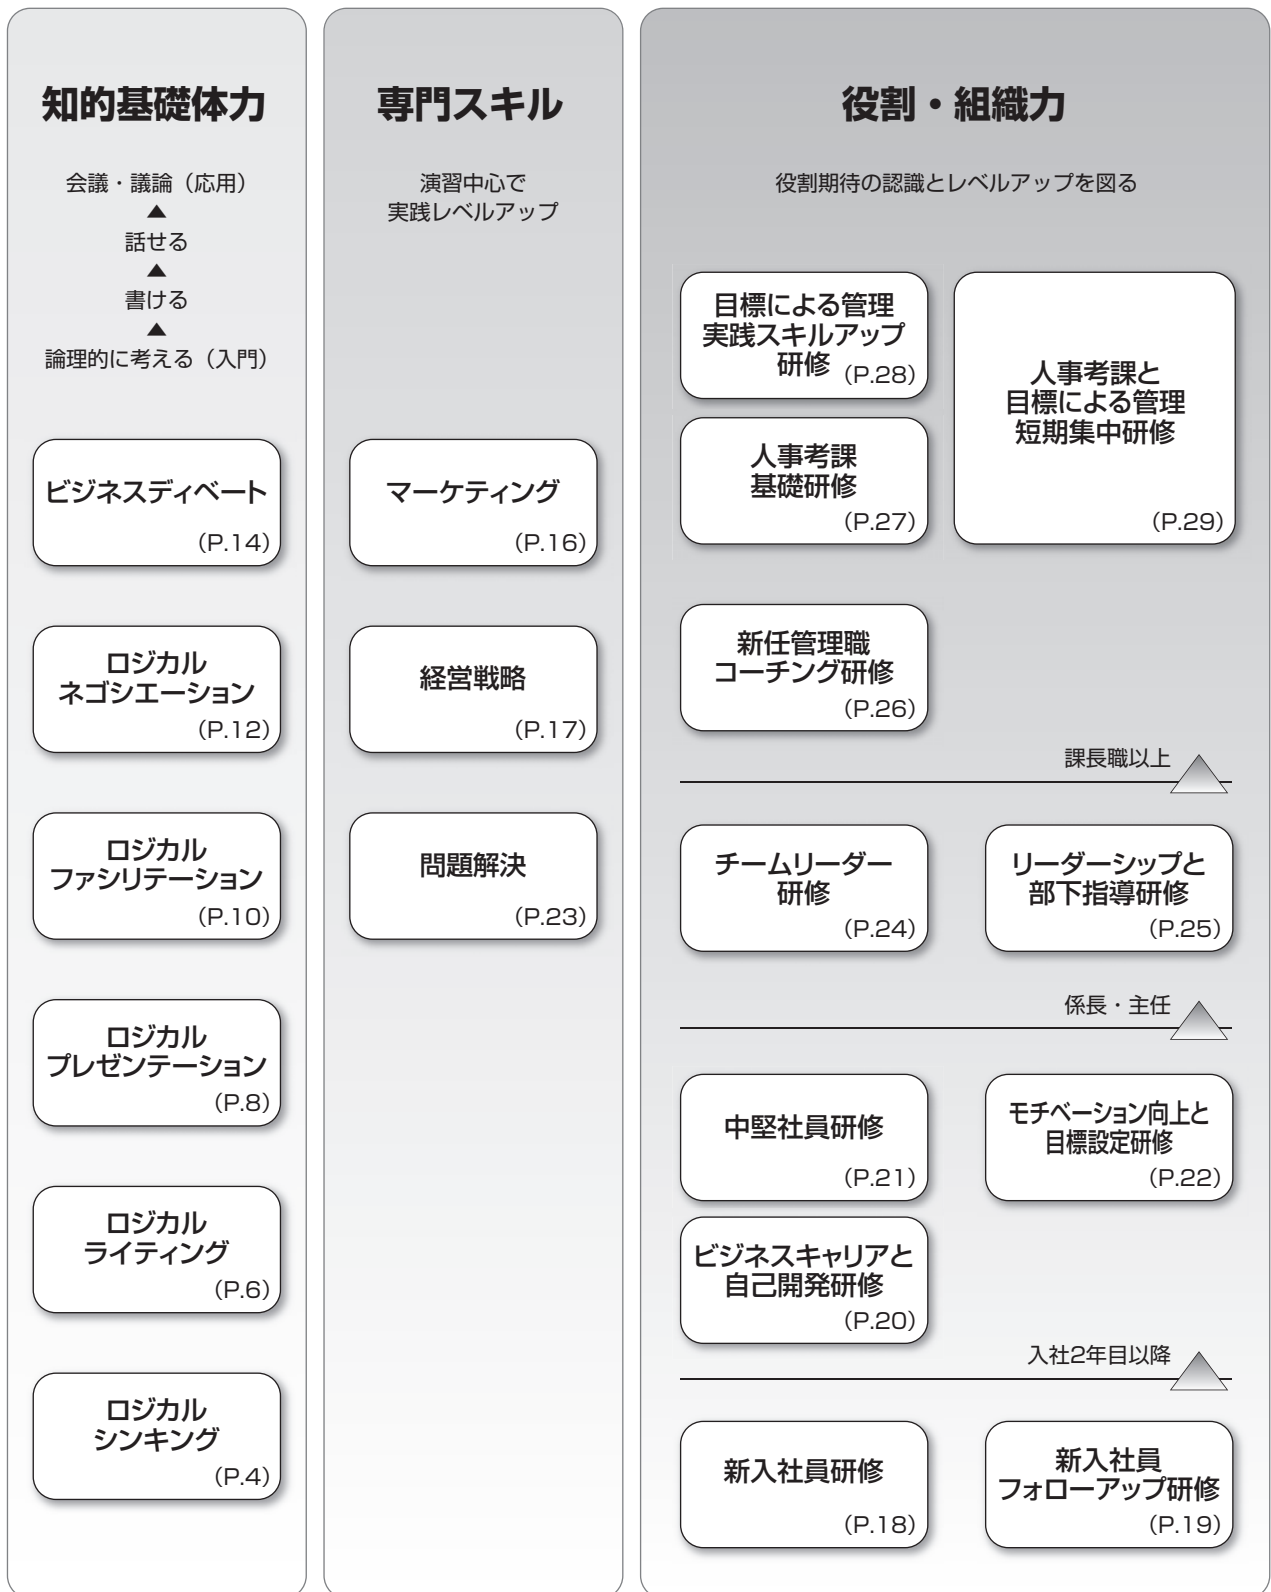 知的基礎体力
会議・議論（応用）
▲
話せる
▲
書ける
▲
論理的に考える（入門）
ビジネスディベート
（P.14）
ロジカル
ネゴシエーション
（P.12）
ロジカル
ファシリテーション
（P.10）
ロジカル
プレゼンテーション
（P.8）
ロジカル
ライティング
（P.6）
ロジカル
シンキング
（P.4）
専門スキル
演習中心で
実践レベルアップ
マーケティング
（P.16）
経営戦略
（P.17）
問題解決
（P.23）
役割・組織力
役割期待の認識とレベルアップを図る
目標による管理
実践スキルアップ
研修（P.28）
人事考課
基礎研修
（P.27）
人事考課と
目標による管理
短期集中研修
（P.29）
新任管理職
コーチング研修
（P.26）
課長職以上
チームリーダー
研修
（P.24）
リーダーシップと
部下指導研修
（P.25）
係長・主任
中堅社員研修
（P.21）
モチベーション向上と
目標設定研修
（P.22）
ビジネスキャリアと
自己開発研修
（P.20）
入社2年目以降
新入社員研修
（P.18）
新入社員
フォローアップ研修
（P.19）